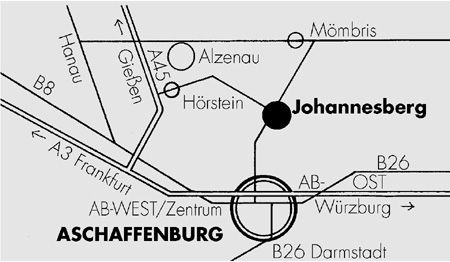 Mömbris
Hanau
Gießen
A45
Alzenau
B8
Hörstein
Johannesberg
← A3 Frankfurt
B26
AB-OST
AB-WEST/Zentrum
Würzburg →
ASCHAFFENBURG
B26 Darmstadt